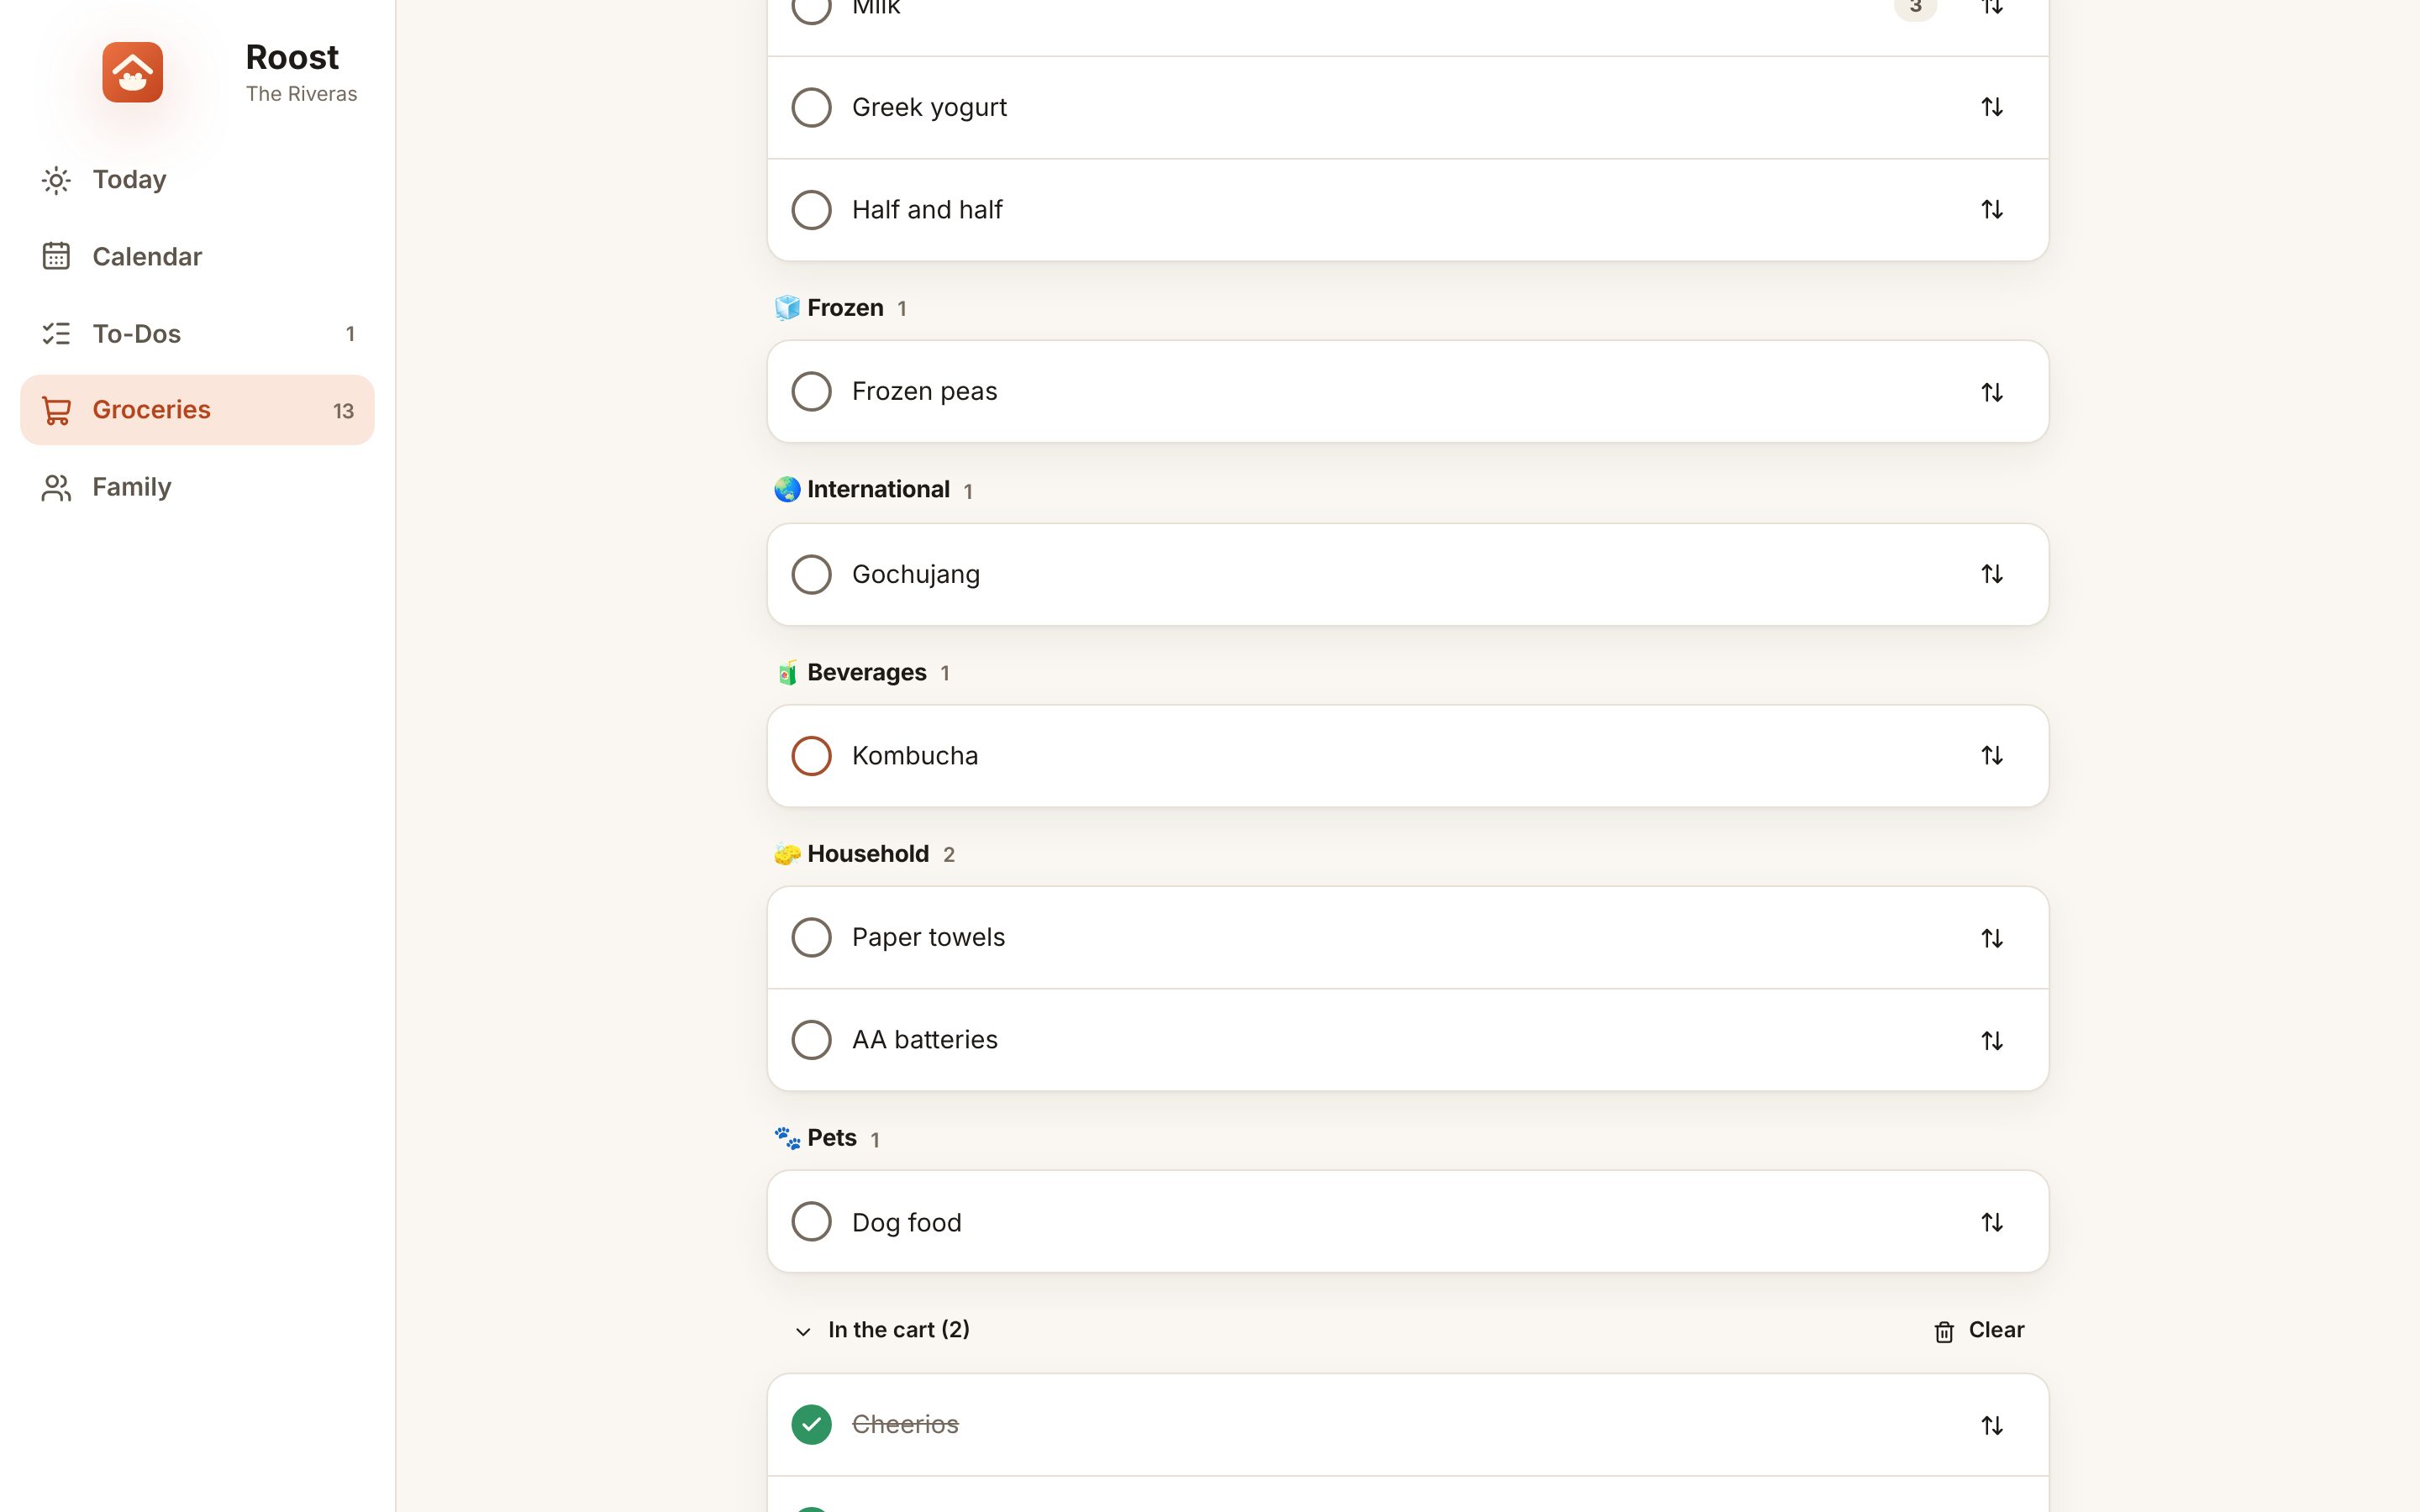 Roost
The Riveras
Today
Calendar
To-Dos 1
Groceries 13
Family
Milk 3
Greek yogurt
Half and half
Frozen 1
Frozen peas
International 1
Gochujang
Beverages 1
Kombucha
Household 2
Paper towels
AA batteries
Pets 1
Dog food
In the cart (2) Clear
Cheerios